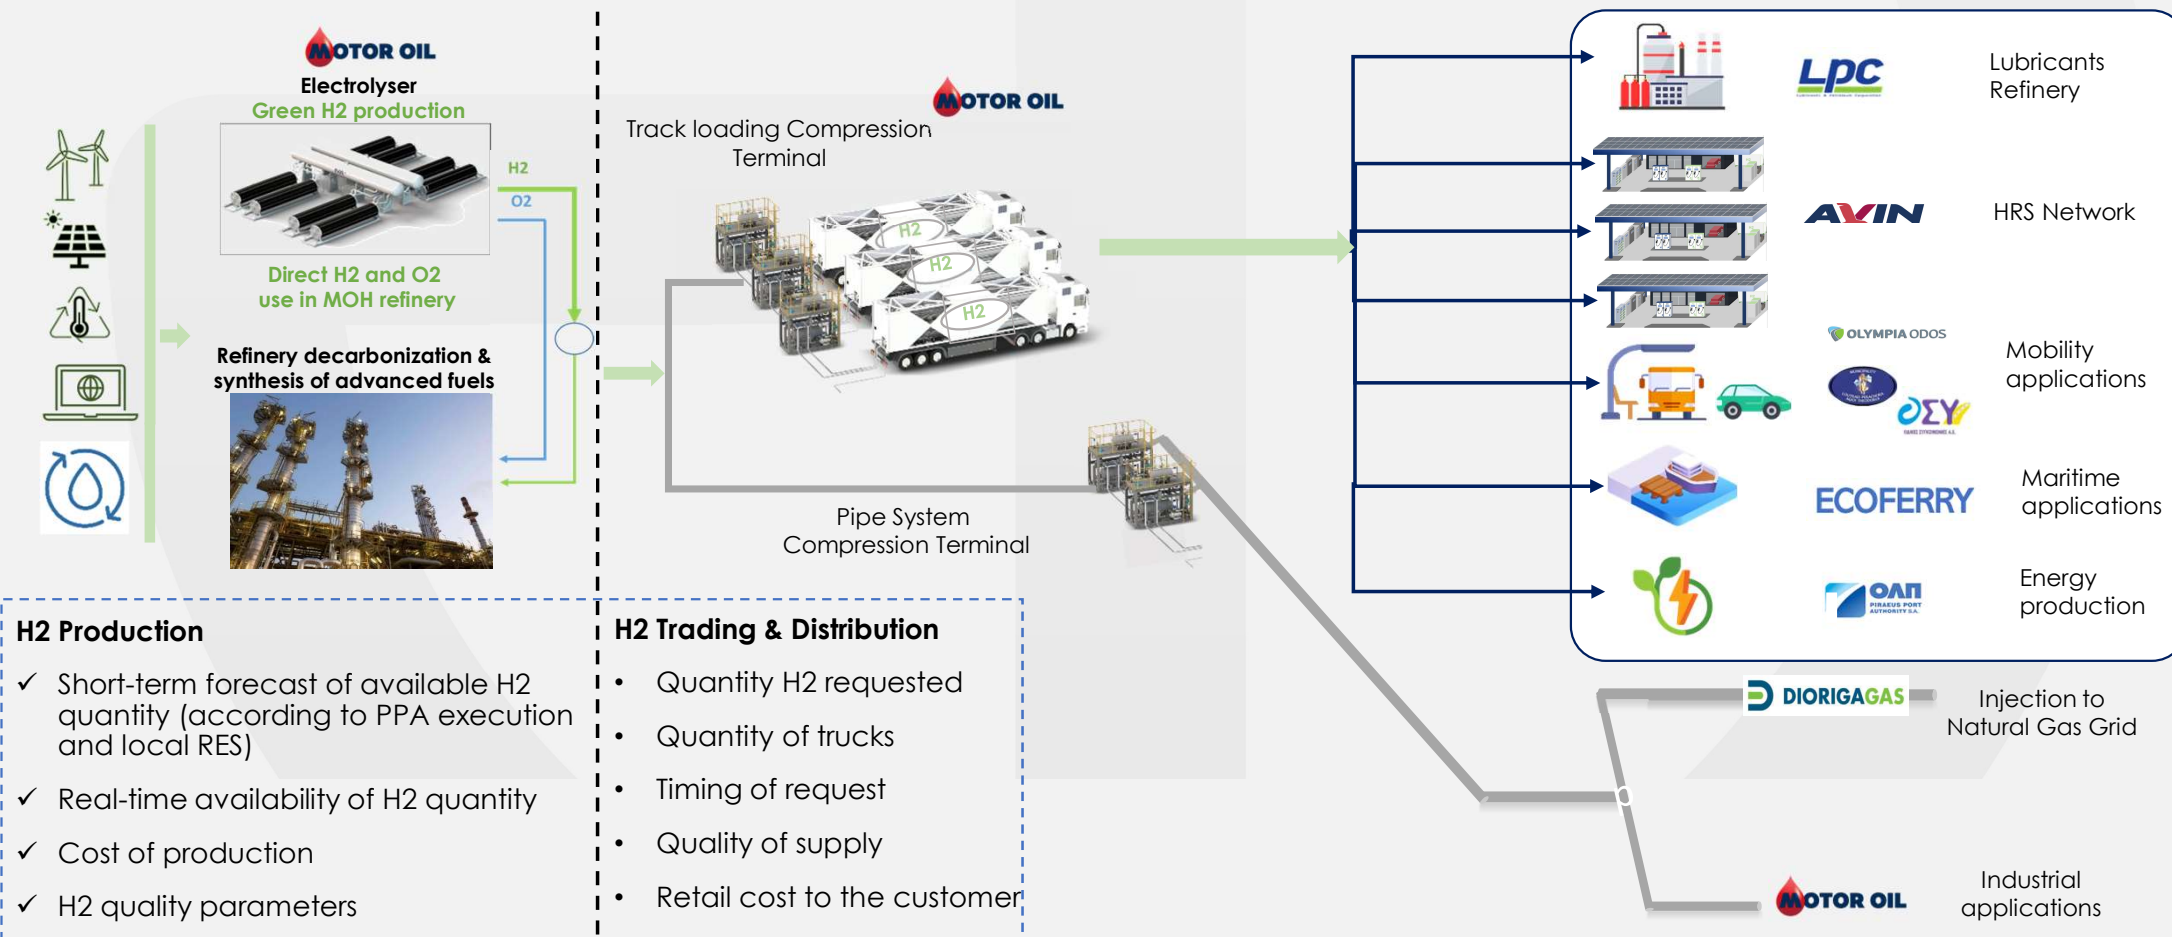 MOTOR OIL
Electrolyser
Green H2 production
H2
O2
Direct H2 and O2
use in MOH refinery
Refinery decarbonization &
synthesis of advanced fuels
MOTOR OIL
Track loading Compression
Terminal
H2
H2
H2
Pipe System
Compression Terminal
LPC
Lubricants
Refinery
AVIN
HRS Network
OLYMPIA ODOS
ΟΣΥ
Mobility
applications
ECOFERRY
Maritime
applications
ΟΛΠ
PIRAEUS PORT
AUTHORITY S.A.
Energy
production
DIORIGAGAS
Injection to
Natural Gas Grid
MOTOR OIL
Industrial
applications
H2 Production
✓ Short-term forecast of available H2
quantity (according to PPA execution
and local RES)
✓ Real-time availability of H2 quantity
✓ Cost of production
✓ H2 quality parameters
H2 Trading & Distribution
• Quantity H2 requested
• Quantity of trucks
• Timing of request
• Quality of supply
• Retail cost to the customer